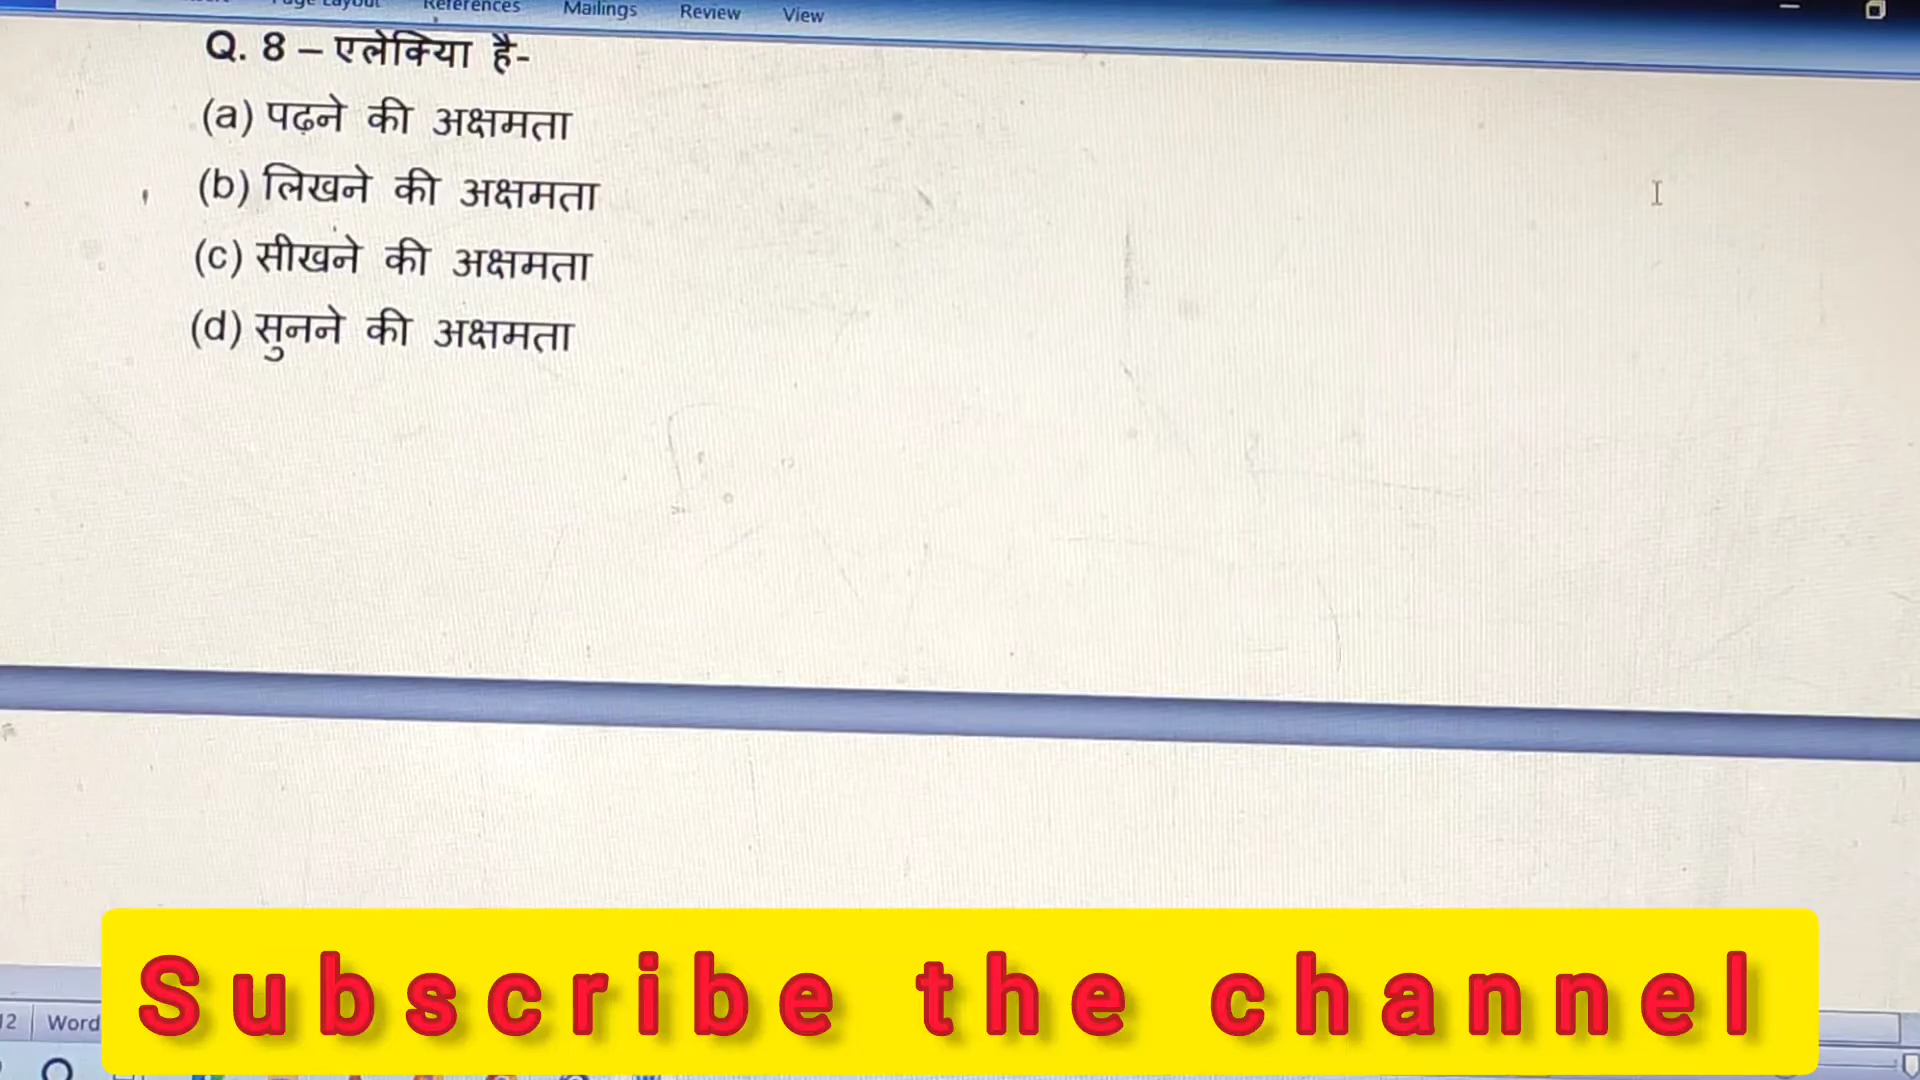 References Mailings Review View
Q. 8 – एलेक्यिा है-
(a) पढ़ने की अक्षमता
(b) लिखने की अक्षमता
(c) सीखने की अक्षमता
(d) सुनने की अक्षमता
Subscribe the channel